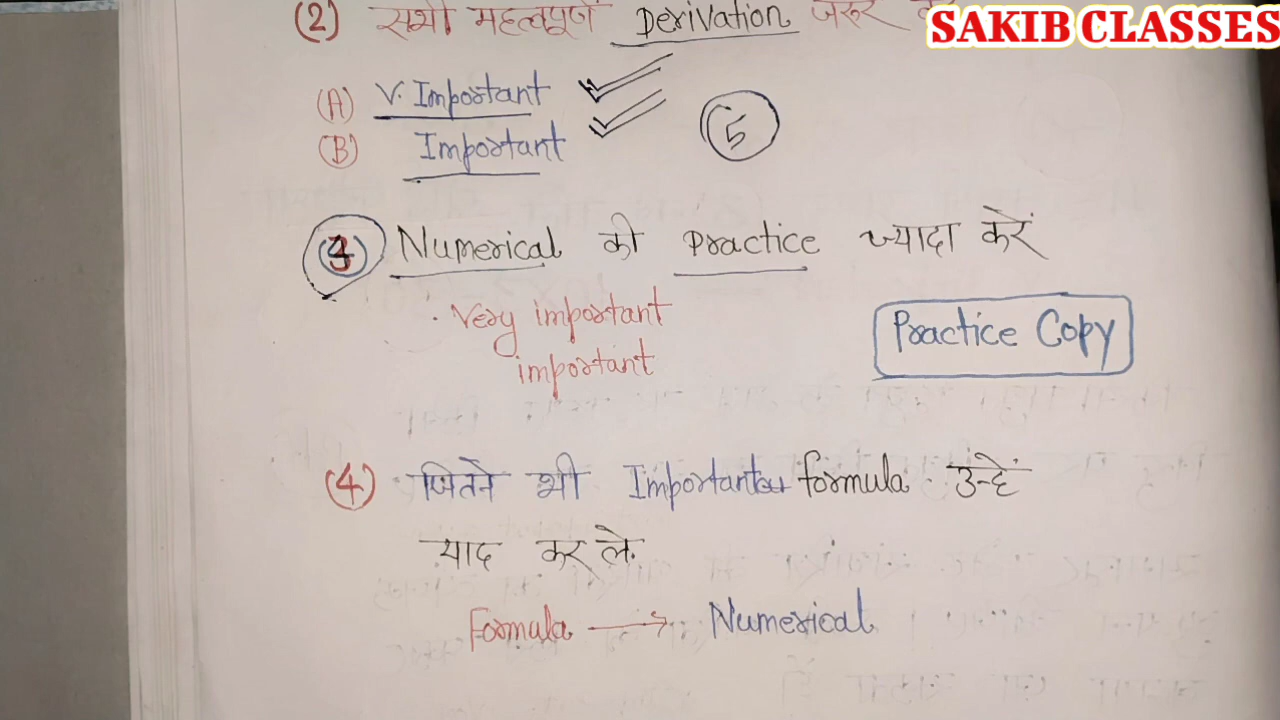 (2) सभी महत्वपूर्ण Derivation जरूर
SAKIB CLASSES
(A) V. Important
(B) Important
5
(3) Numerical की Practice ज्यादा करें
. Very important
important
Practice Copy
(4) जितने भी Important formula उन्हें
याद कर ले.
Formula → Numerical